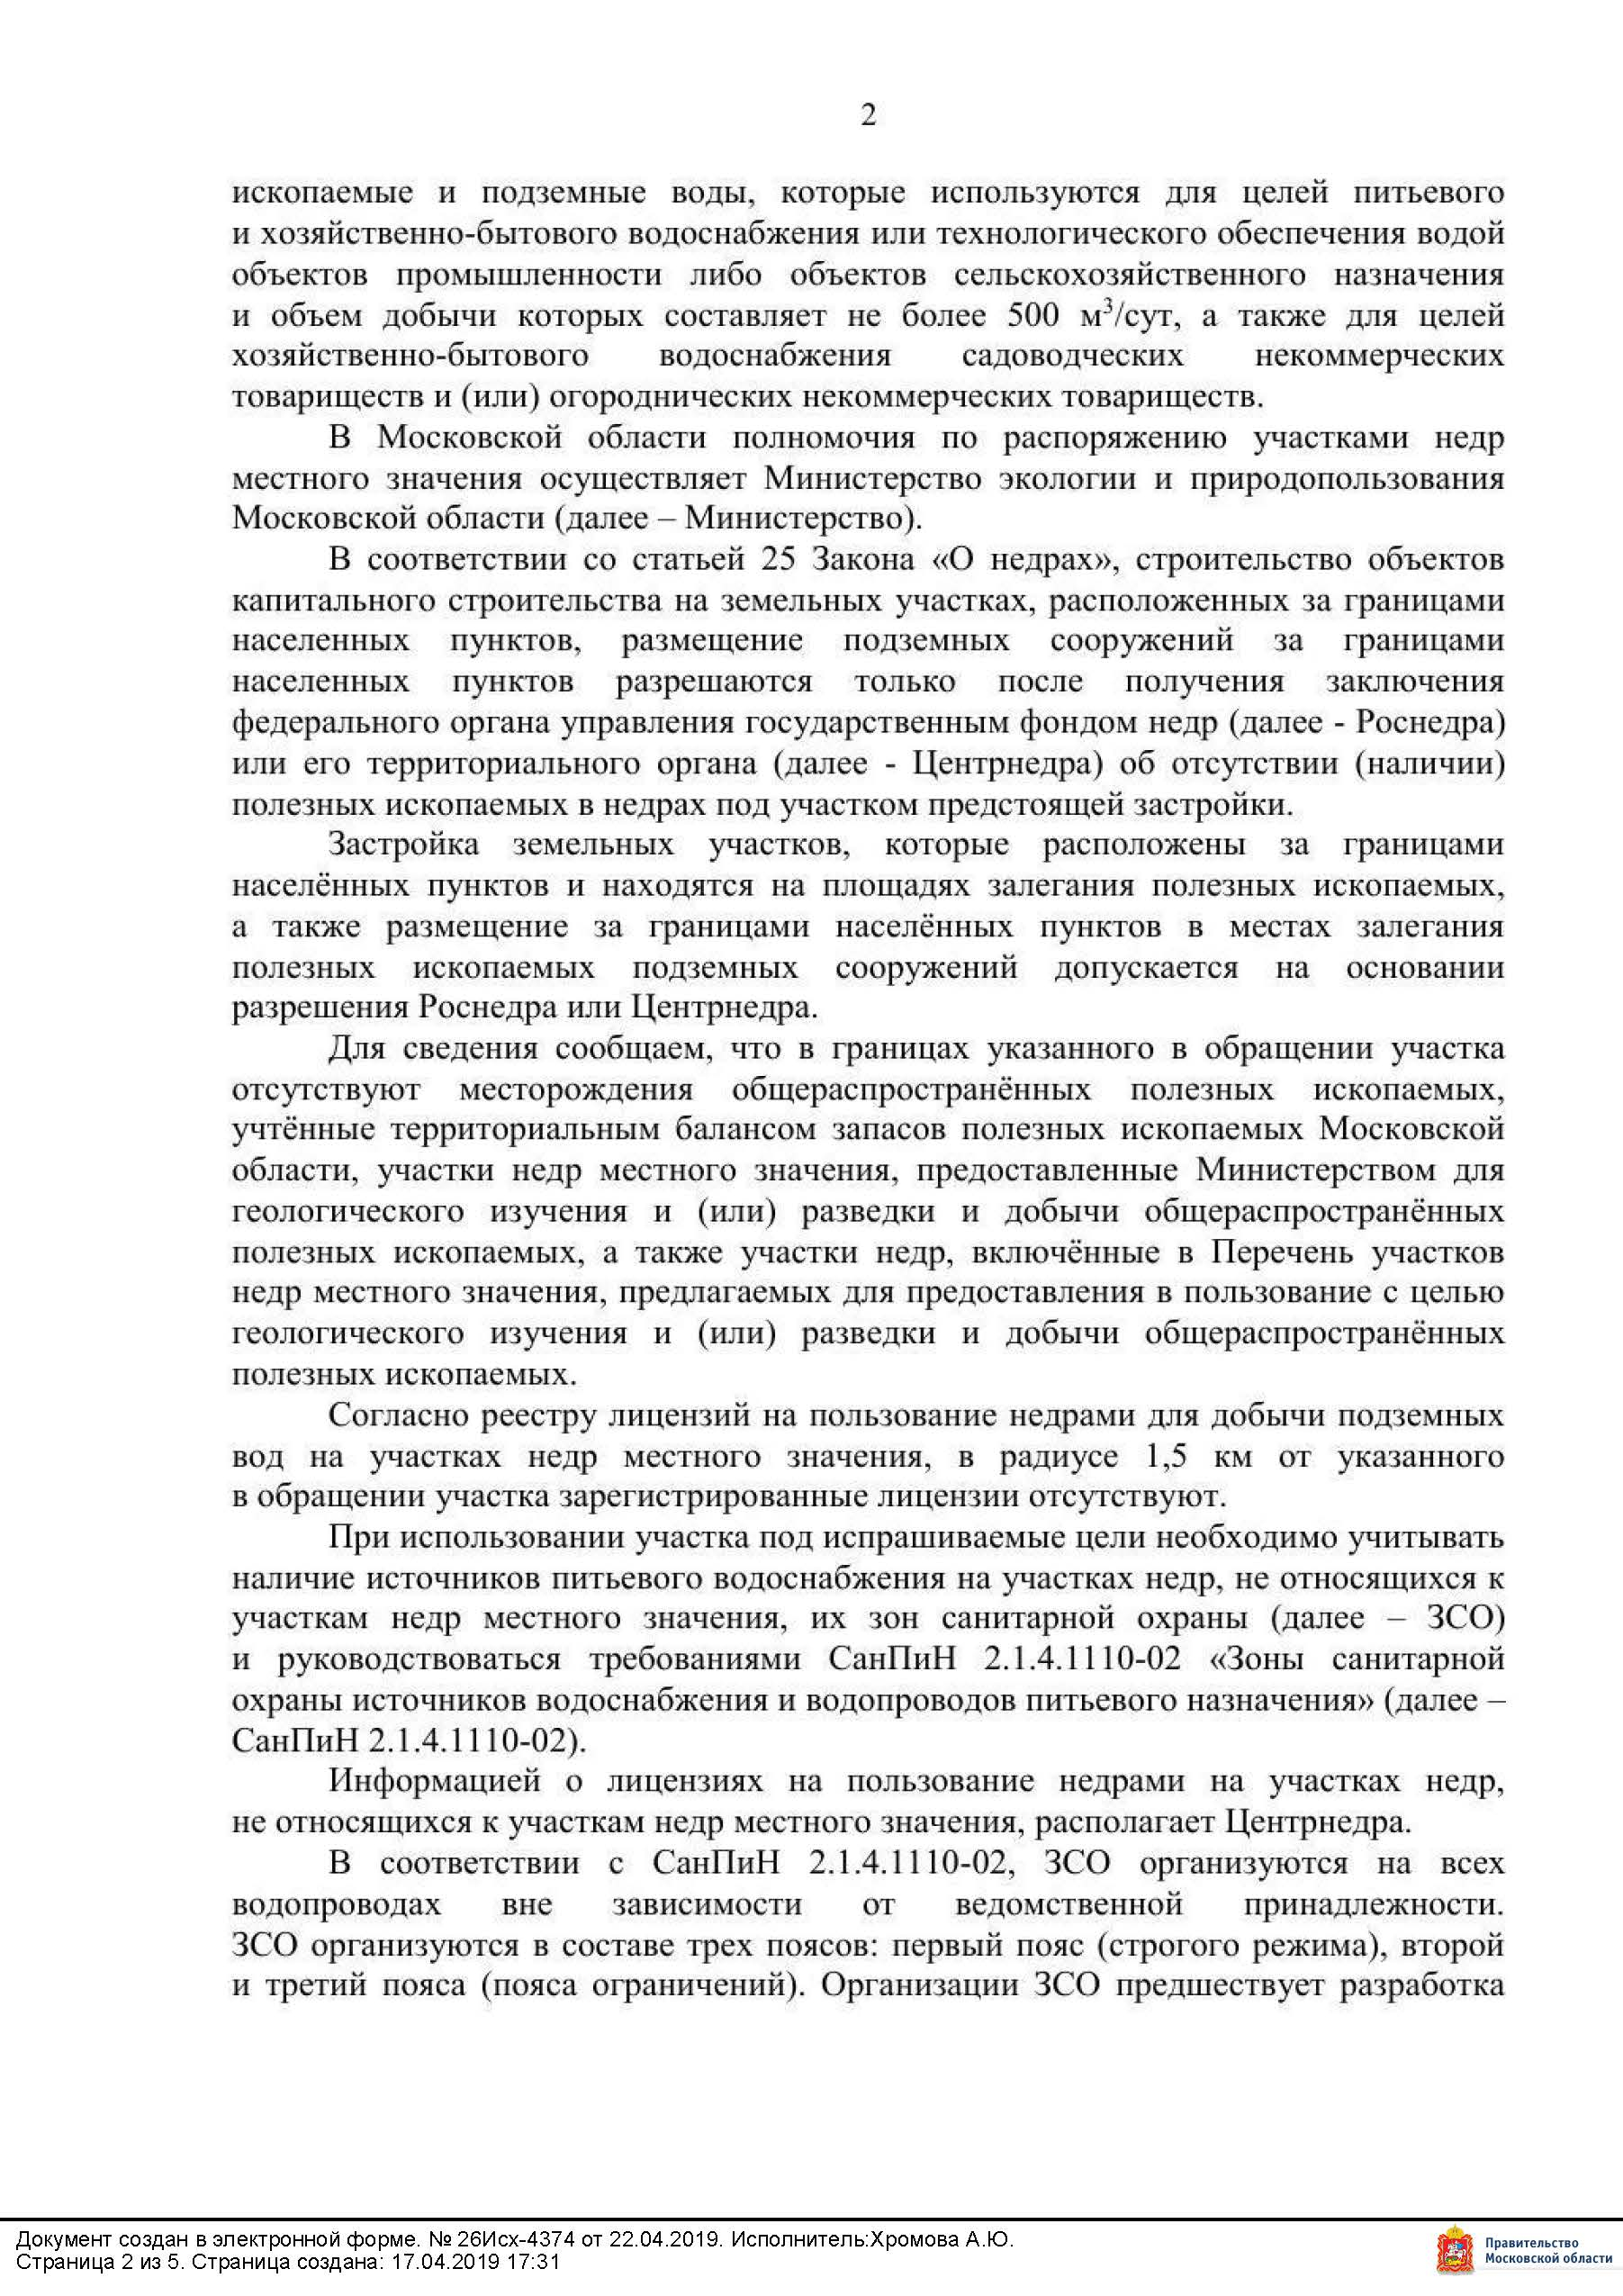 2
ископаемые и подземные воды, которые используются для целей питьевого
и хозяйственно-бытового водоснабжения или технологического обеспечения водой
объектов промышленности либо объектов сельскохозяйственного назначения
и объем добычи которых составляет не более 500 м³/сут, а также для целей
хозяйственно-бытового водоснабжения садоводческих некоммерческих
товариществ и (или) огороднических некоммерческих товариществ.
В Московской области полномочия по распоряжению участками недр
местного значения осуществляет Министерство экологии и природопользования
Московской области (далее – Министерство).
В соответствии со статьей 25 Закона «О недрах», строительство объектов
капитального строительства на земельных участках, расположенных за границами
населенных пунктов, размещение подземных сооружений за границами
населенных пунктов разрешаются только после получения заключения
федерального органа управления государственным фондом недр (далее - Роснедра)
или его территориального органа (далее - Центрнедра) об отсутствии (наличии)
полезных ископаемых в недрах под участком предстоящей застройки.
Застройка земельных участков, которые расположены за границами
населённых пунктов и находятся на площадях залегания полезных ископаемых,
а также размещение за границами населённых пунктов в местах залегания
полезных ископаемых подземных сооружений допускается на основании
разрешения Роснедра или Центрнедра.
Для сведения сообщаем, что в границах указанного в обращении участка
отсутствуют месторождения общераспространённых полезных ископаемых,
учтённые территориальным балансом запасов полезных ископаемых Московской
области, участки недр местного значения, предоставленные Министерством для
геологического изучения и (или) разведки и добычи общераспространённых
полезных ископаемых, а также участки недр, включённые в Перечень участков
недр местного значения, предлагаемых для предоставления в пользование с целью
геологического изучения и (или) разведки и добычи общераспространённых
полезных ископаемых.
Согласно реестру лицензий на пользование недрами для добычи подземных
вод на участках недр местного значения, в радиусе 1,5 км от указанного
в обращении участка зарегистрированные лицензии отсутствуют.
При использовании участка под испрашиваемые цели необходимо учитывать
наличие источников питьевого водоснабжения на участках недр, не относящихся к
участкам недр местного значения, их зон санитарной охраны (далее – ЗСО)
и руководствоваться требованиями СанПиН 2.1.4.1110-02 «Зоны санитарной
охраны источников водоснабжения и водопроводов питьевого назначения» (далее –
СанПиН 2.1.4.1110-02).
Информацией о лицензиях на пользование недрами на участках недр,
не относящихся к участкам недр местного значения, располагает Центрнедра.
В соответствии с СанПиН 2.1.4.1110-02, ЗСО организуются на всех
водопроводах вне зависимости от ведомственной принадлежности.
ЗСО организуются в составе трех поясов: первый пояс (строгого режима), второй
и третий пояса (пояса ограничений). Организации ЗСО предшествует разработка
Документ создан в электронной форме. № 26Исх-4374 от 22.04.2019. Исполнитель:Хромова А.Ю.
Страница 2 из 5. Страница создана: 17.04.2019 17:31
Правительство
Московской области